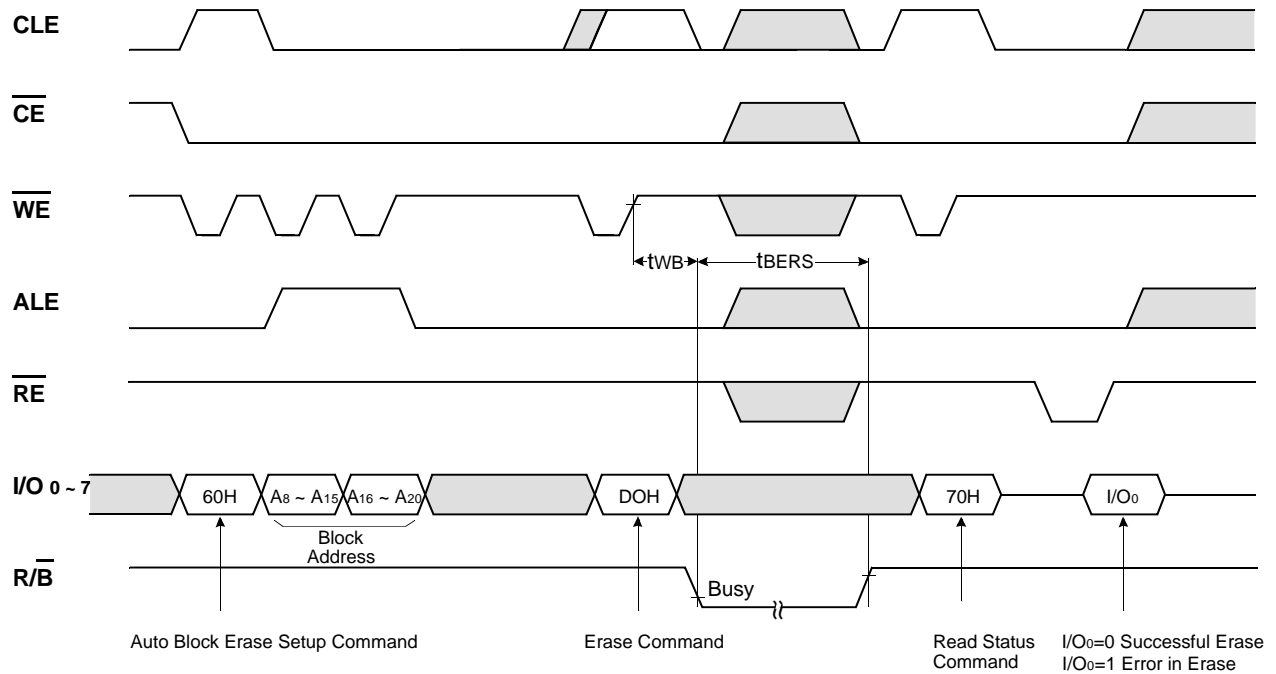 CLE
CE
WE
tWB
tBERS
ALE
RE
I/O 0 ~ 7
60H
A8 ~ A15
A16 ~ A20
DOH
70H
I/O0
Block
Address
R/B
Busy
Auto Block Erase Setup Command
Erase Command
Read Status
Command
I/O0=0 Successful Erase
I/O0=1 Error in Erase